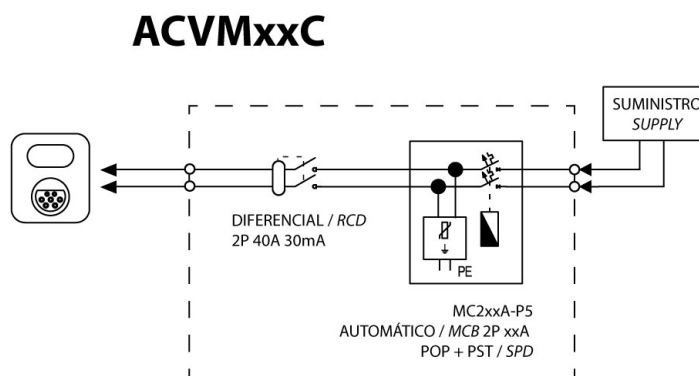 ACVMxxC
SUMINISTRO
SUPPLY
DIFERENCIAL / RCD
2P 40A 30mA
PE
MC2xxA-P5
AUTOMÁTICO / MCB 2P xxA
POP + PST / SPD